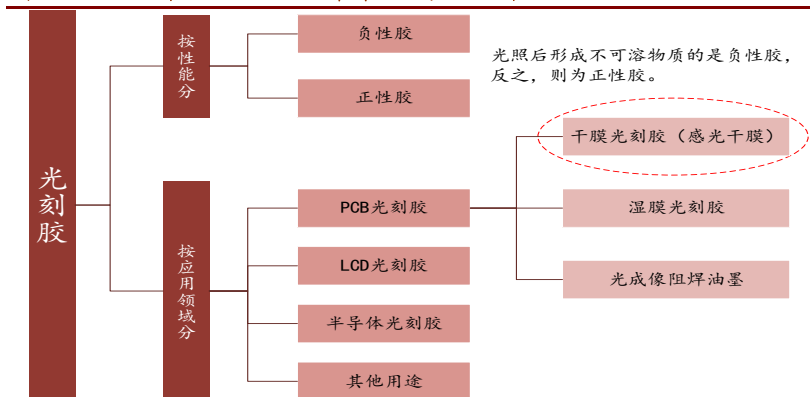 光刻胶
按性能分
负性胶
正性胶
光照后形成不可溶物质的是负性胶，
反之，则为正性胶。
按应用领域分
PCB光刻胶
LCD光刻胶
半导体光刻胶
其他用途
干膜光刻胶（感光干膜）
湿膜光刻胶
光成像阻焊油墨